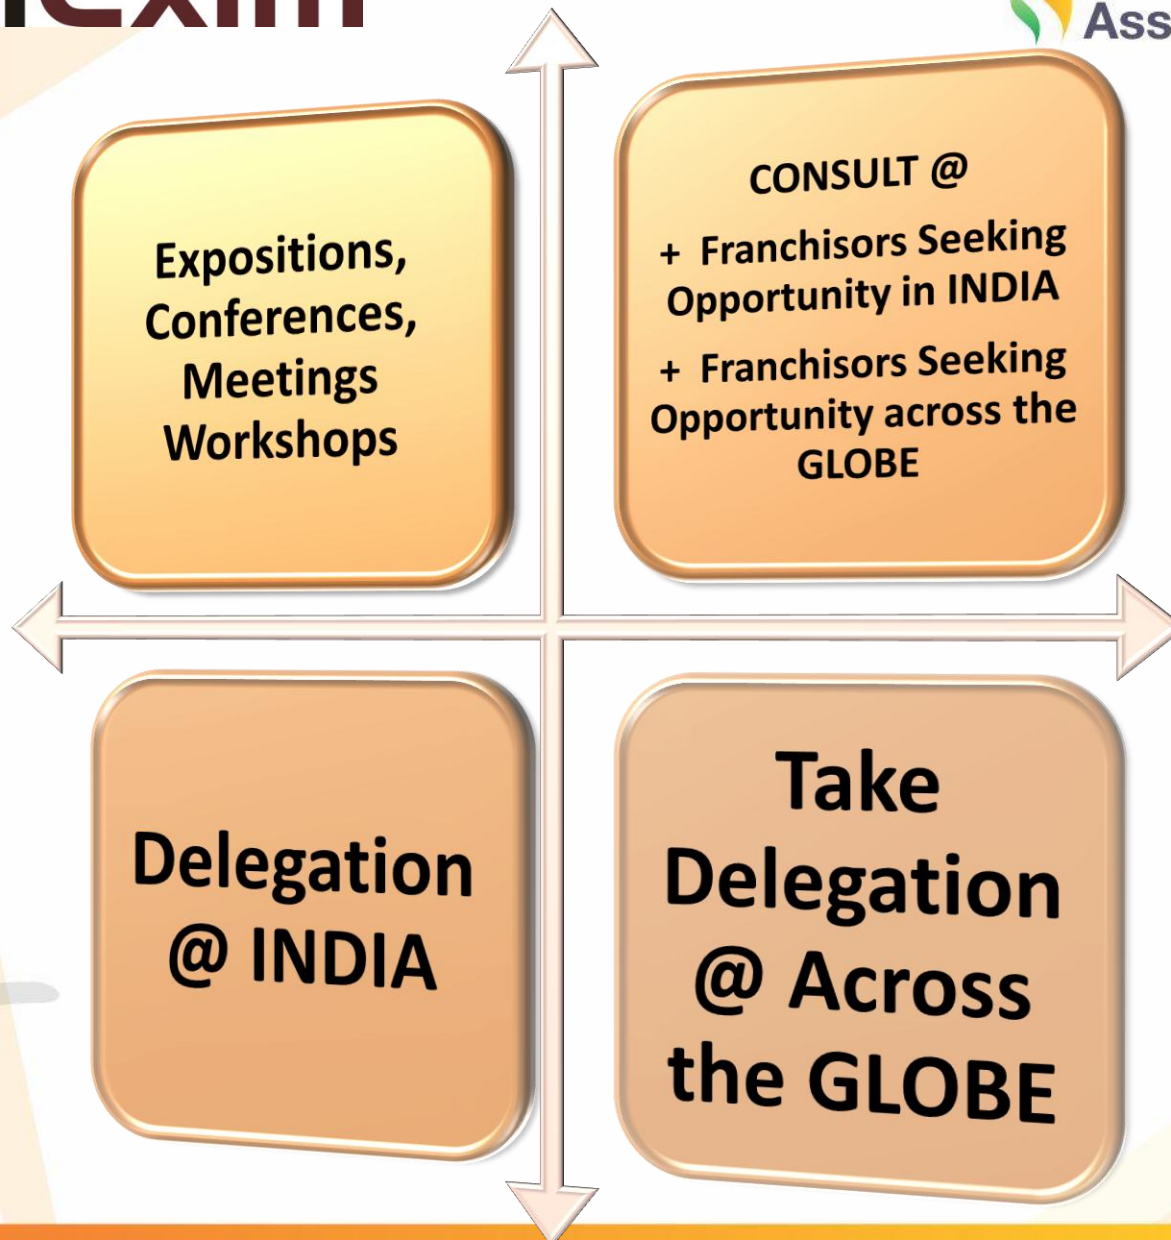 Ass
Expositions,
Conferences,
Meetings
Workshops
CONSULT @
+ Franchisors Seeking
Opportunity in INDIA
+ Franchisors Seeking
Opportunity across the
GLOBE
Delegation
@ INDIA
Take
Delegation
@ Across
the GLOBE